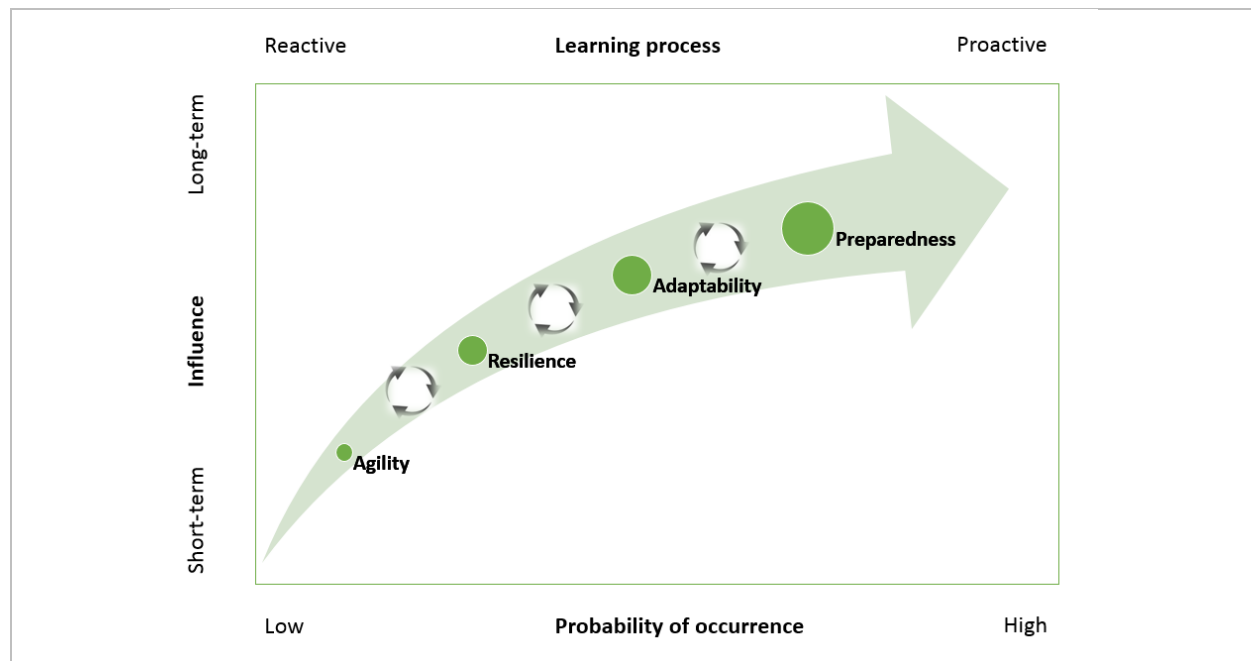 Reactive
Learning process
Proactive
Long-term
Influence
Short-term
Preparedness
Adaptability
Resilience
Agility
Low
Probability of occurrence
High